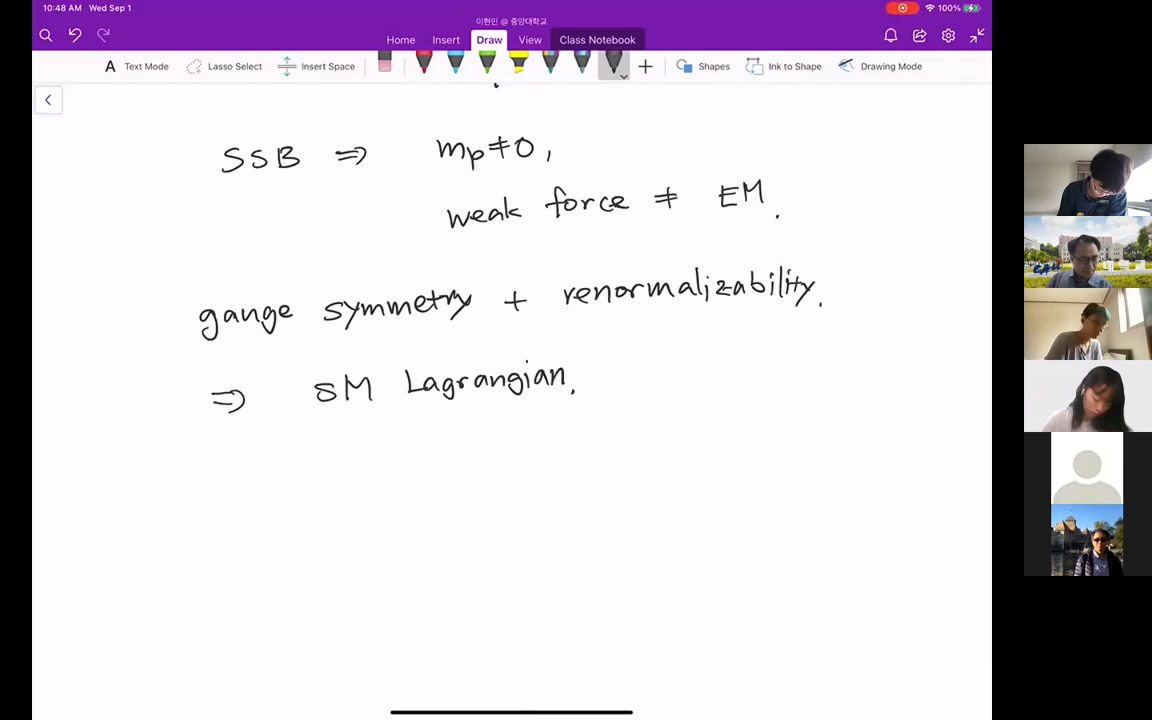 10:48 AM Wed Sep 1
100%
이현민 @ 중앙대학교
Home Insert Draw View Class Notebook
A Text Mode Lasso Select Insert Space Shapes Ink to Shape Drawing Mode
SSB ⇒ mp≠0,
weak force ≠ EM.
gange symmetry + renormalizability.
⇒ SM Lagrangian.